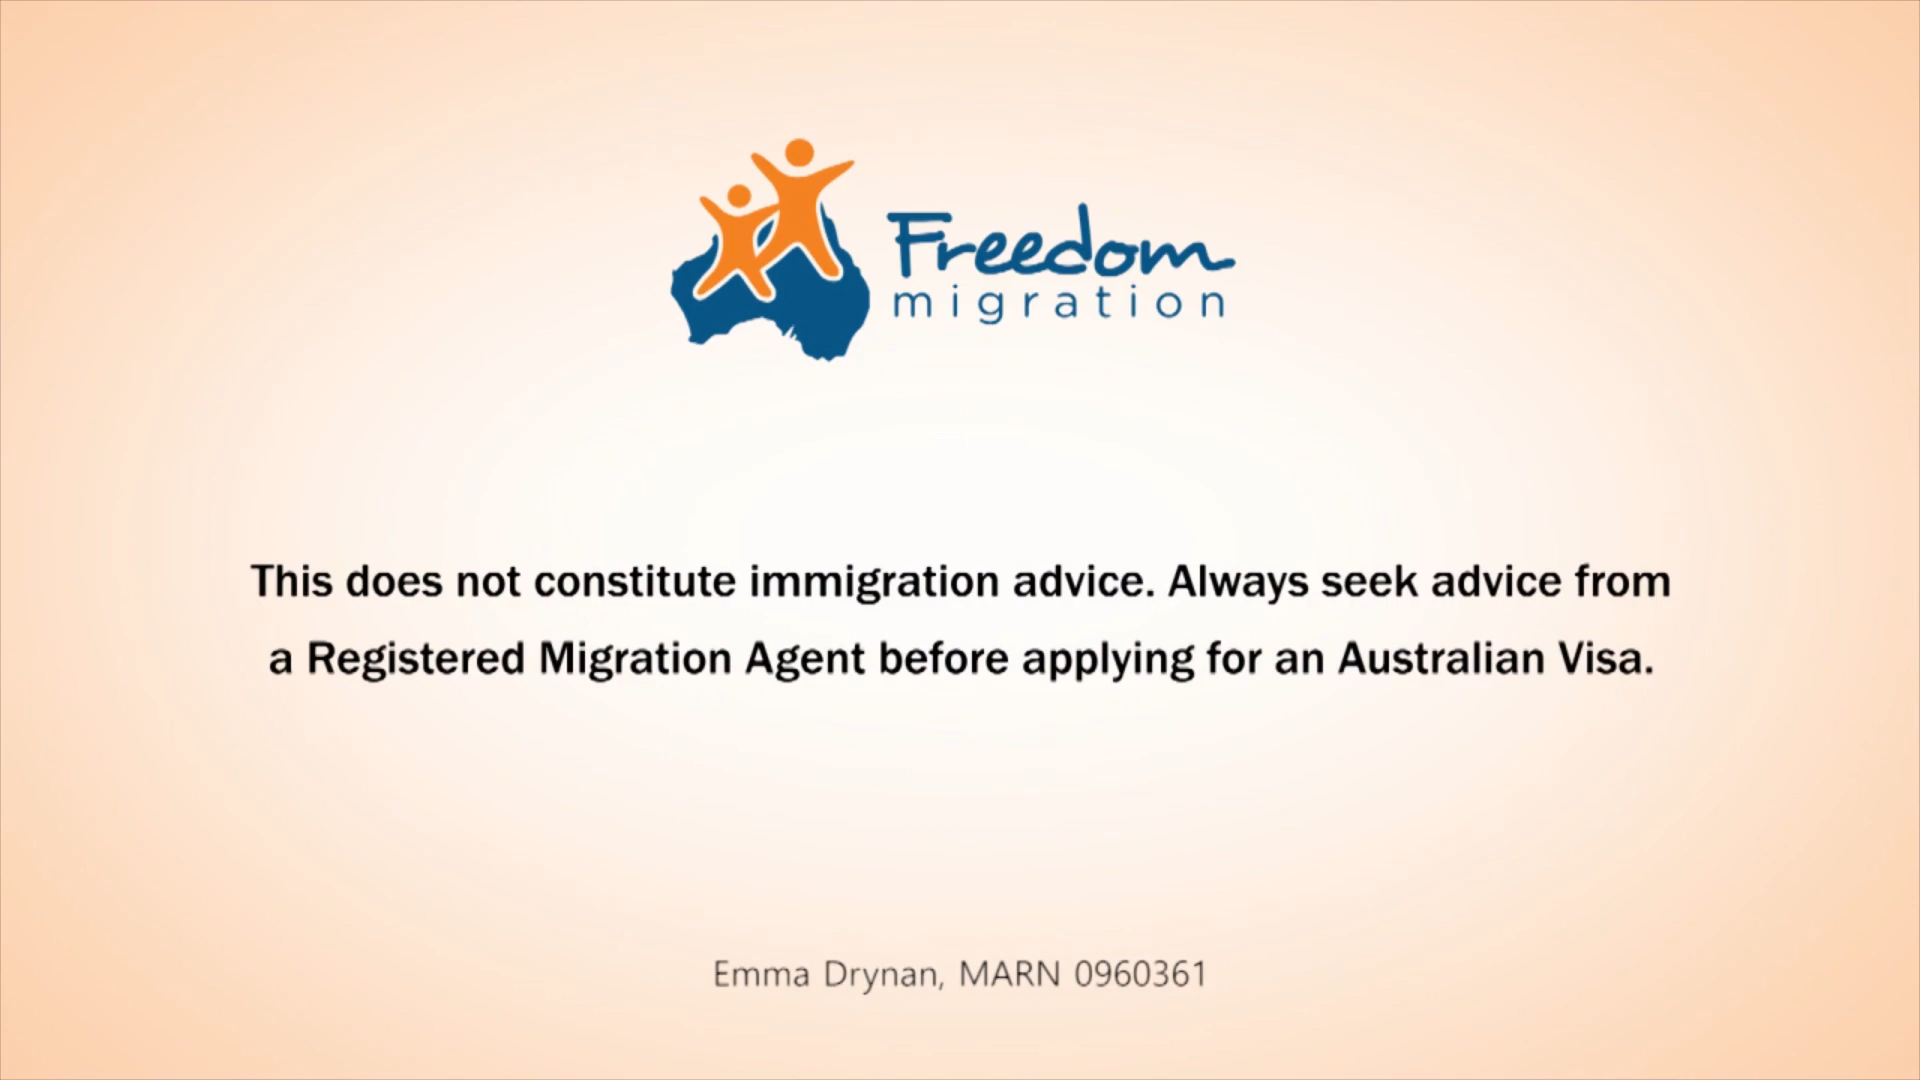 Freedom
migration
This does not constitute immigration advice. Always seek advice from
a Registered Migration Agent before applying for an Australian Visa.
Emma Drynan, MARN 0960361